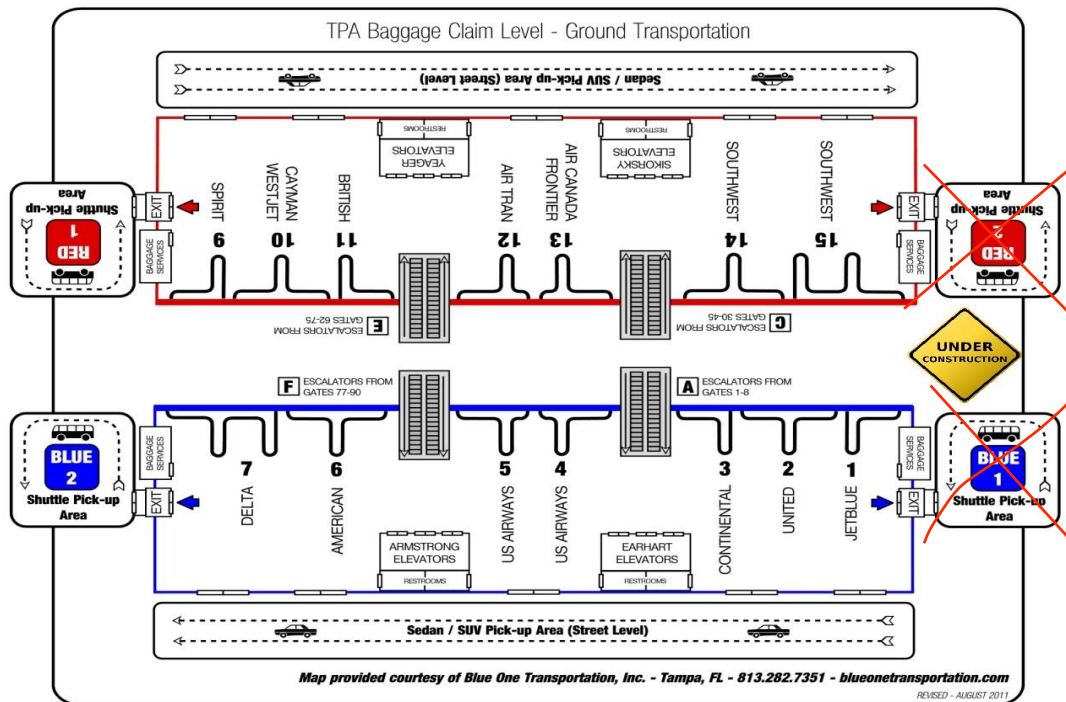 TPA Baggage Claim Level - Ground Transportation
Sedan / SUV Pick-up Area (Street Level)
RESTROOMS
YEAGER
ELEVATORS
RESTROOMS
SIKORSKY
ELEVATORS
Shuttle Pick-up
Area
RED
1
EXIT
BAGGAGE
SERVICES
SPIRIT
9
CAYMAN
WESTJET
10
BRITISH
11
AIR TRAN
12
AIR CANADA
FRONTIER
13
SOUTHWEST
14
SOUTHWEST
15
EXIT
BAGGAGE
SERVICES
Shuttle Pick-up
Area
RED
2
E ESCALATORS FROM
GATES 62-75
C ESCALATORS FROM
GATES 30-45
UNDER
CONSTRUCTION
F ESCALATORS FROM
GATES 77-90
A ESCALATORS FROM
GATES 1-8
BLUE
2
Shuttle Pick-up
Area
BAGGAGE
SERVICES
EXIT
7
DELTA
6
AMERICAN
5
US AIRWAYS
4
US AIRWAYS
3
CONTINENTAL
2
UNITED
1
JETBLUE
BAGGAGE
SERVICES
EXIT
BLUE
1
Shuttle Pick-up
Area
ARMSTRONG
ELEVATORS
RESTROOMS
EARHART
ELEVATORS
RESTROOMS
Sedan / SUV Pick-up Area (Street Level)
Map provided courtesy of Blue One Transportation, Inc. - Tampa, FL - 813.282.7351 - blueonetransportation.com
REVISED - AUGUST 2011